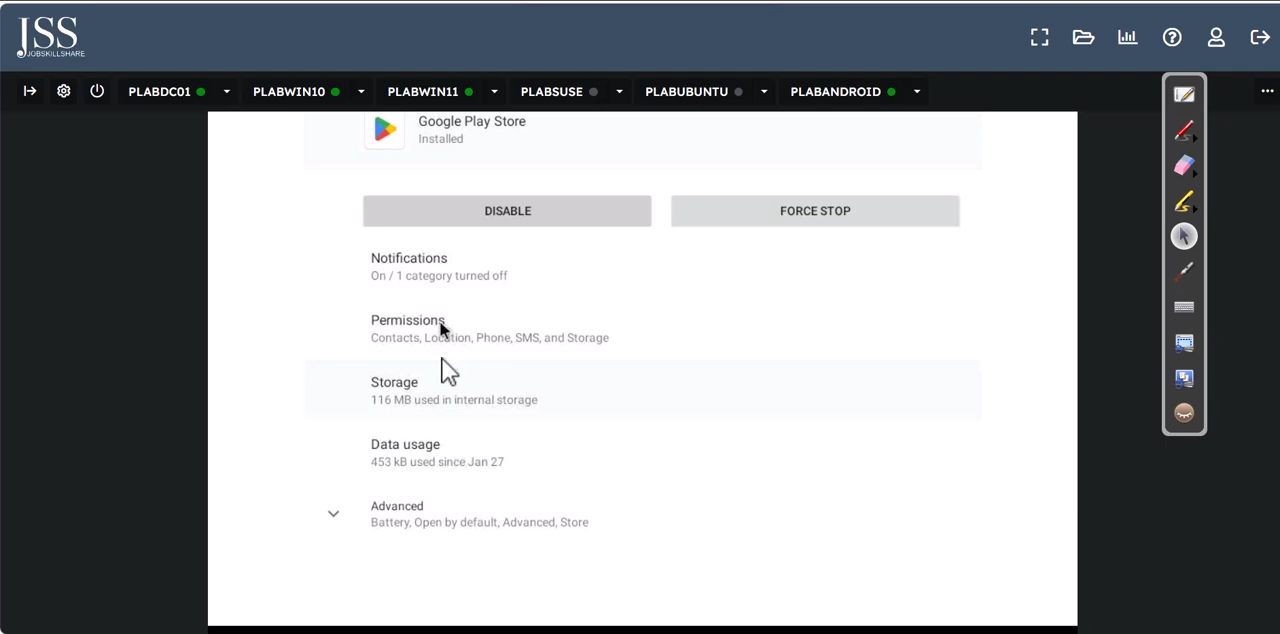 JSS
JOBSKILLSHARE
PLABDC01
PLABWIN10
PLABWIN11
PLABSUSE
PLABUBUNTU
PLABANDROID
Google Play Store
Installed
DISABLE
FORCE STOP
Notifications
On / 1 category turned off
Permissions
Contacts, Location, Phone, SMS, and Storage
Storage
116 MB used in internal storage
Data usage
453 kB used since Jan 27
Advanced
Battery, Open by default, Advanced, Store